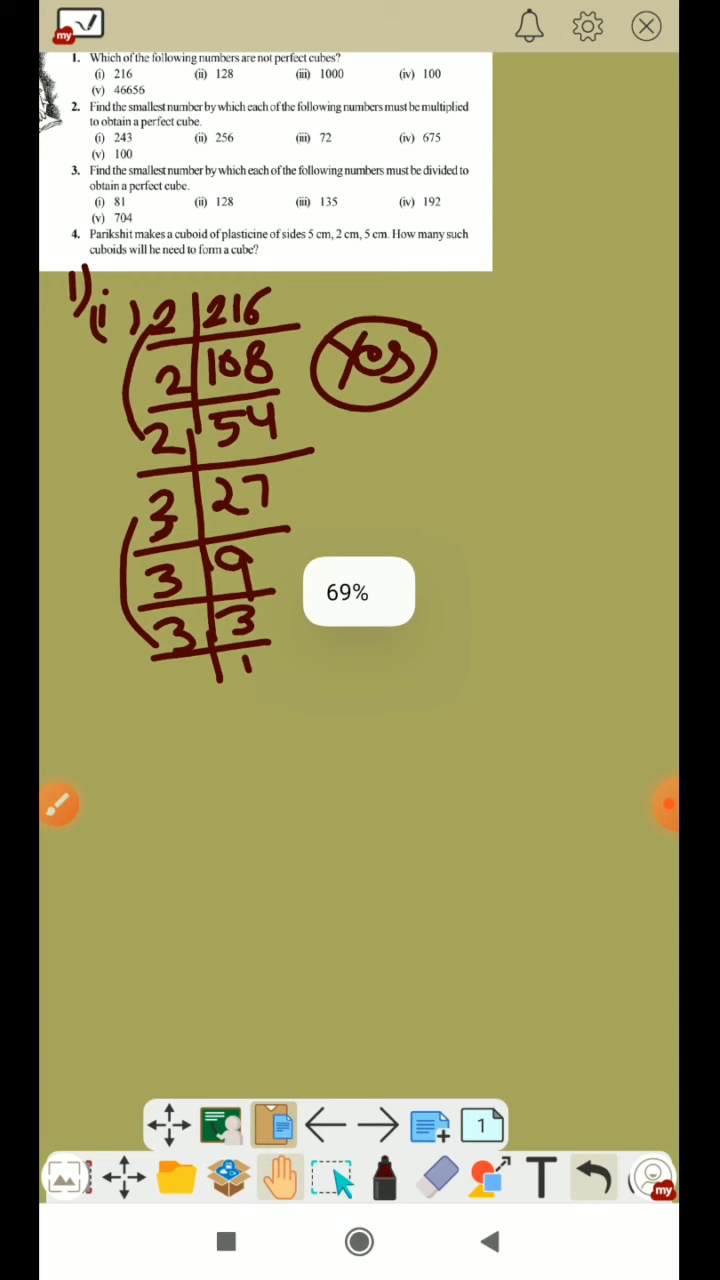 my
1. Which of the following numbers are not perfect cubes?
(i) 216 (ii) 128 (iii) 1000 (iv) 100
(v) 46656
2. Find the smallest number by which each of the following numbers must be multiplied
to obtain a perfect cube.
(i) 243 (ii) 256 (iii) 72 (iv) 675
(v) 100
3. Find the smallest number by which each of the following numbers must be divided to
obtain a perfect cube.
(i) 81 (ii) 128 (iii) 135 (iv) 192
(v) 704
4. Parikshit makes a cuboid of plasticine of sides 5 cm, 2 cm, 5 cm. How many such
cuboids will he need to form a cube?
1)
(i) 2 216
2 108 Yes
2 54
3 27
3 9
3 3
1
69%
1
T my